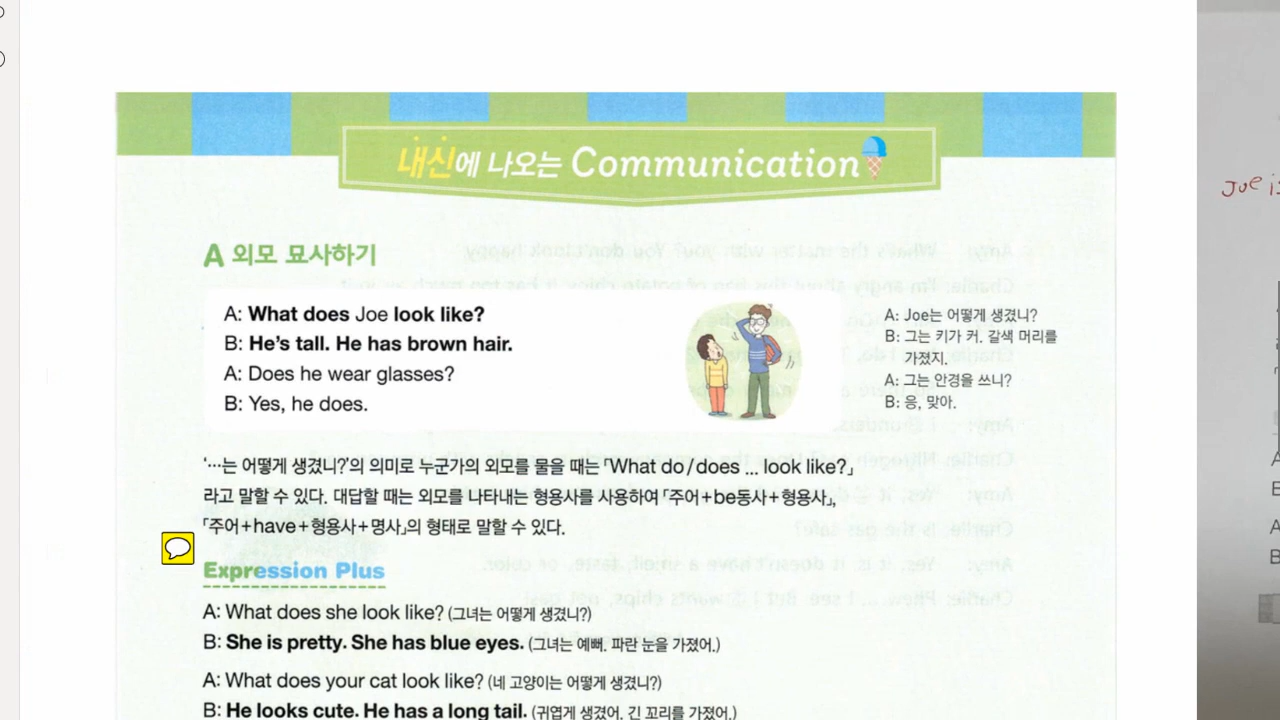 내신에 나오는 Communication
A 외모 묘사하기
A: What does Joe look like?
B: He's tall. He has brown hair.
A: Does he wear glasses?
B: Yes, he does.
A: Joe는 어떻게 생겼니?
B: 그는 키가 커. 갈색 머리를
가졌지.
A: 그는 안경을 쓰니?
B: 응, 맞아.
‘…는 어떻게 생겼니?’의 의미로 누군가의 외모를 물을 때는 「What do/does ... look like?」
라고 말할 수 있다. 대답할 때는 외모를 나타내는 형용사를 사용하여 「주어+be동사+형용사」,
「주어+have+형용사+명사」의 형태로 말할 수 있다.
Expression Plus
A: What does she look like? (그녀는 어떻게 생겼니?)
B: She is pretty. She has blue eyes. (그녀는 예뻐. 파란 눈을 가졌어.)
A: What does your cat look like? (네 고양이는 어떻게 생겼니?)
B: He looks cute. He has a long tail. (귀엽게 생겼어. 긴 꼬리를 가졌어.)
Joe is
A
E
A
B